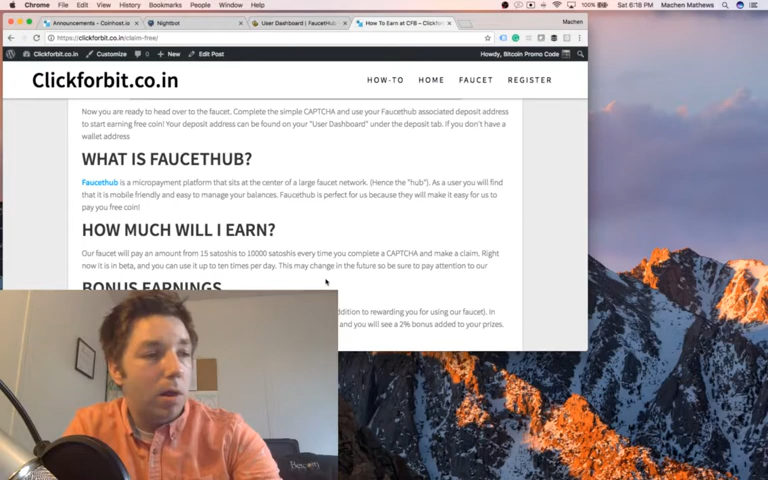 Chrome File Edit View History Bookmarks People Window Help
100% Sat 6:18 PM Machen Mathews
Announcements - Coinhost.io
Nightbot
User Dashboard | FaucetHub
How To Earn at CFB – Clickfor
Machen
https://clickforbit.co.in/claim-free/
Clickforbit.co.in Customize 0 New Edit Post
Howdy, Bitcoin Promo Code
Clickforbit.co.in
HOW-TO HOME FAUCET REGISTER
Now you are ready to head over to the faucet. Complete the simple CAPTCHA and use your Faucethub associated deposit address
to start earning free coin! Your deposit address can be found on your "User Dashboard" under the deposit tab. If you don't have a
wallet address
WHAT IS FAUCETHUB?
Faucethub is a micropayment platform that sits at the center of a large faucet network. (Hence the "hub"). As a user you will find
that it is mobile friendly and easy to manage your balances. Faucethub is perfect for us because they will make it easy for us to
pay you free coin!
HOW MUCH WILL I EARN?
Our faucet will pay an amount from 15 satoshis to 10000 satoshis every time you complete a CAPTCHA and make a claim. Right
now it is in beta, and you can use it up to ten times per day. This may change in the future so be sure to pay attention to our
BONUS EARNINGS
ddition to rewarding you for using our faucet). In
and you will see a 2% bonus added to your prizes.